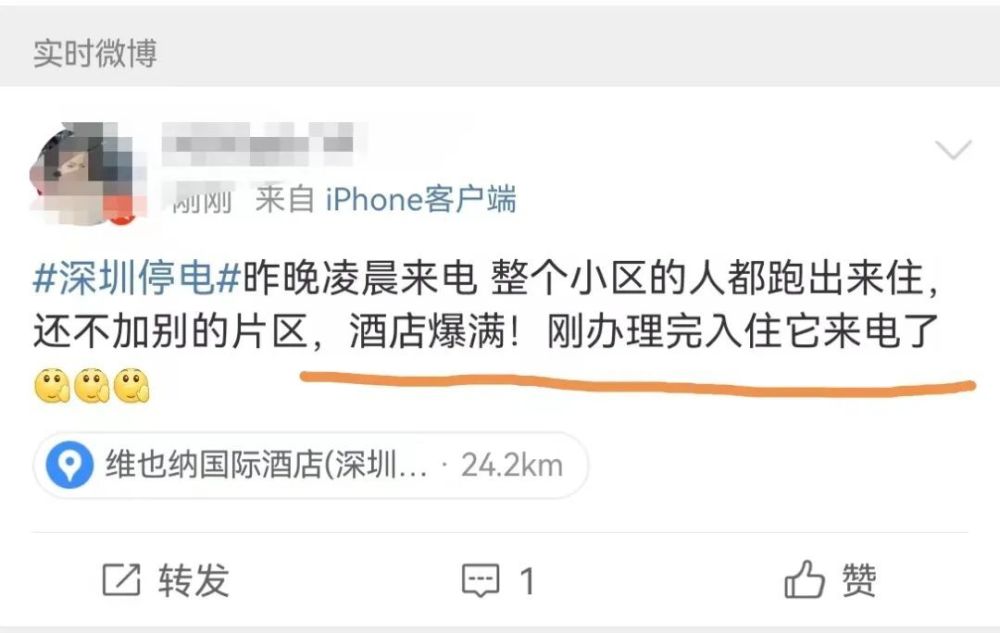 实时微博
刚刚 来自 iPhone客户端
#深圳停电#昨晚凌晨来电 整个小区的人都跑出来住，
还不加别的片区，酒店爆满！刚办理完入住它来电了
维也纳国际酒店(深圳... · 24.2km
转发 1 赞